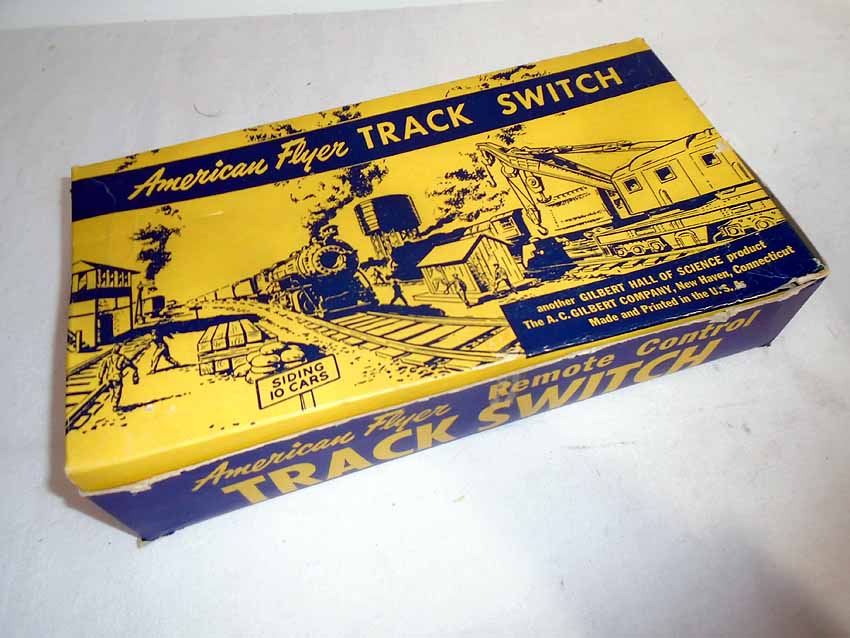 American Flyer TRACK SWITCH
another GILBERT HALL OF SCIENCE product
The A. C. GILBERT COMPANY, New Haven, Connecticut
Made and Printed in the U.S.A.
SIDING
10 CARS
American Flyer Remote Control
TRACK SWITCH